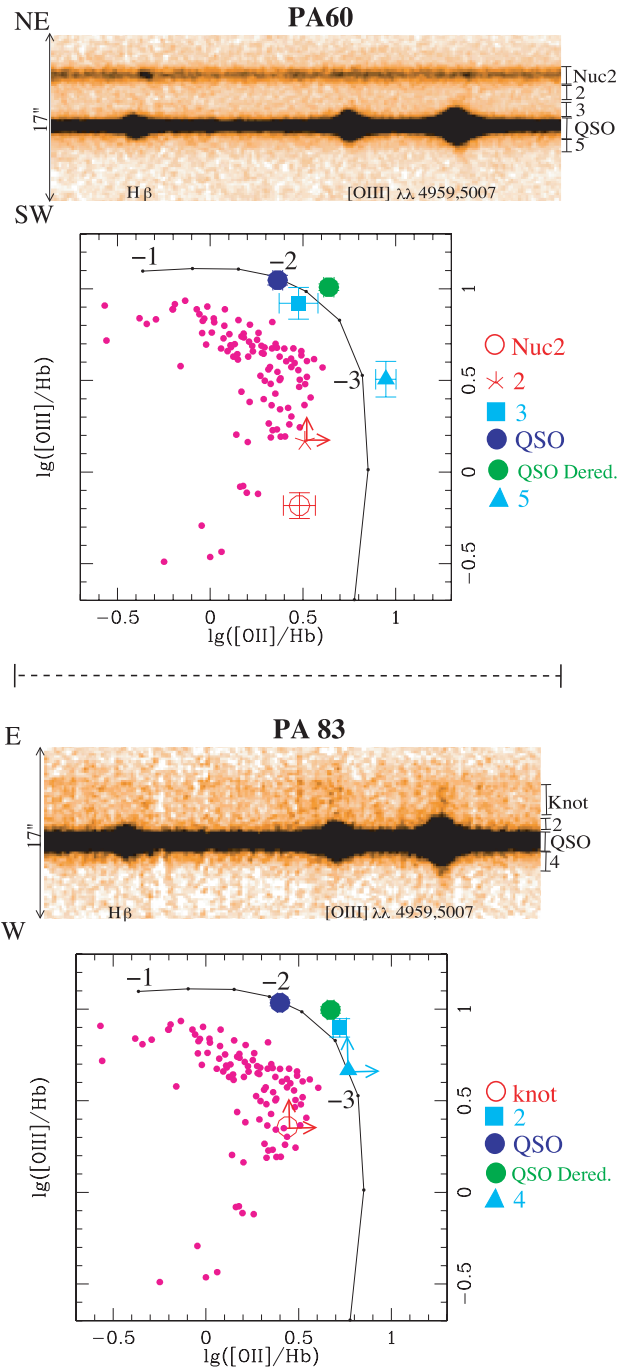 NE
PA60
17"
Nuc2
2
3
QSO
5
H β
[OIII] λλ 4959,5007
SW
−1
−2
−3
lg([OIII]/Hb)
1
0.5
0
−0.5
−0.5
0
0.5
1
lg([OII]/Hb)
Nuc2
2
3
QSO
QSO Dered.
5
E
PA 83
17"
Knot
2
QSO
4
H β
[OIII] λλ 4959,5007
W
−1
−2
−3
lg([OIII]/Hb)
1
0.5
0
−0.5
−0.5
0
0.5
1
lg([OII]/Hb)
knot
2
QSO
QSO Dered.
4